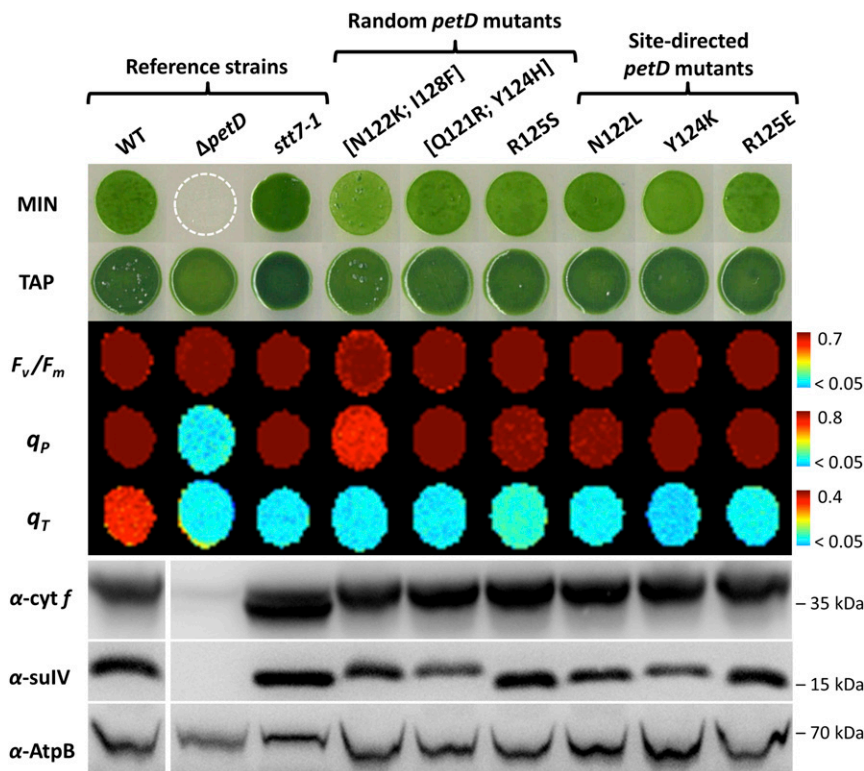 Random petD mutants
Site-directed
petD mutants
Reference strains
WT
ΔpetD
stt7-1
[N122K; I128F]
[Q121R; Y124H]
R125S
N122L
Y124K
R125E
MIN
TAP
Fv/Fm
0.7
< 0.05
qP
0.8
< 0.05
qT
0.4
< 0.05
α-cyt f
– 35 kDa
α-suIV
– 15 kDa
α-AtpB
– 70 kDa